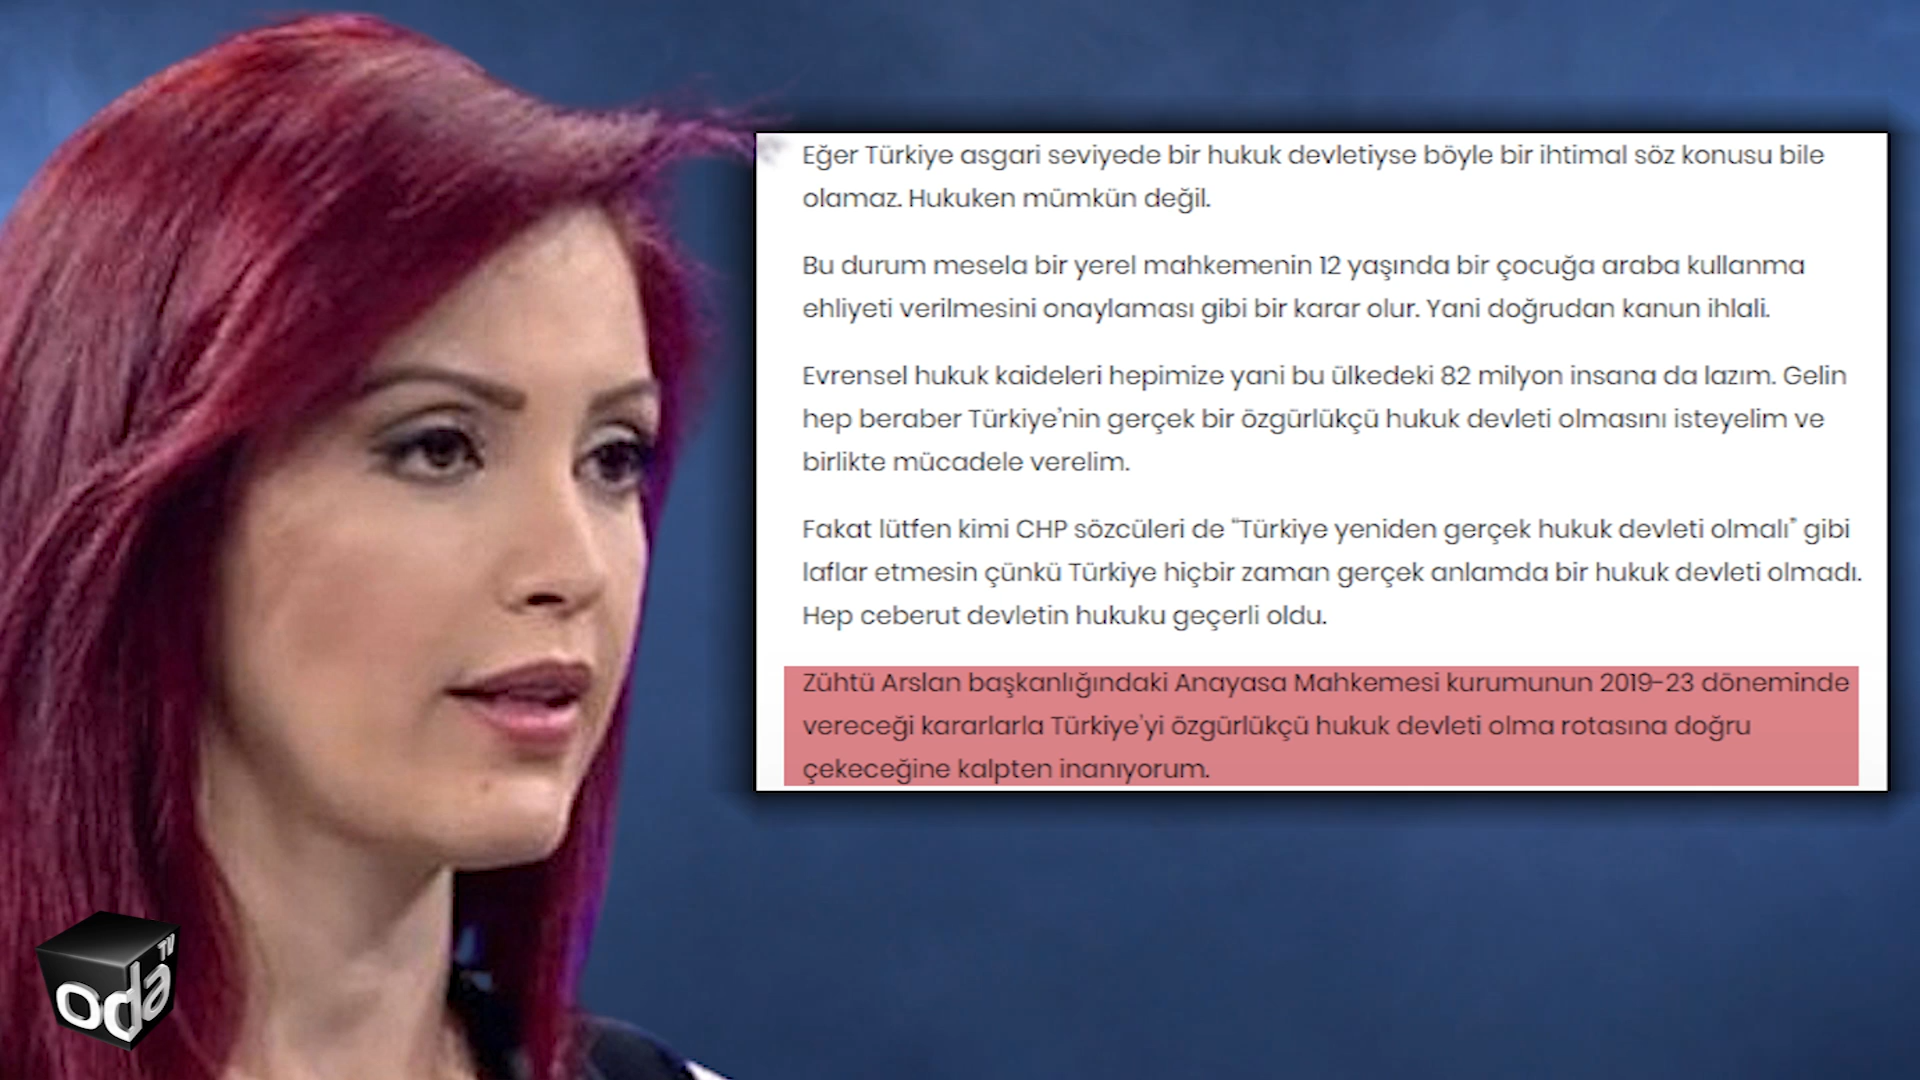 Eğer Türkiye asgari seviyede bir hukuk devletiyse böyle bir ihtimal söz konusu bile
olamaz. Hukuken mümkün değil.
Bu durum mesela bir yerel mahkemenin 12 yaşında bir çocuğa araba kullanma
ehliyeti verilmesini onaylaması gibi bir karar olur. Yani doğrudan kanun ihlali.
Evrensel hukuk kaideleri hepimize yani bu ülkedeki 82 milyon insana da lazım. Gelin
hep beraber Türkiye'nin gerçek bir özgürlükçü hukuk devleti olmasını isteyelim ve
birlikte mücadele verelim.
Fakat lütfen kimi CHP sözcüleri de "Türkiye yeniden gerçek hukuk devleti olmalı" gibi
laflar etmesin çünkü Türkiye hiçbir zaman gerçek anlamda bir hukuk devleti olmadı.
Hep ceberut devletin hukuku geçerli oldu.
Zühtü Arslan başkanlığındaki Anayasa Mahkemesi kurumunun 2019-23 döneminde
vereceği kararlarla Türkiye'yi özgürlükçü hukuk devleti olma rotasına doğru
çekeceğine kalpten inanıyorum.
oda TV